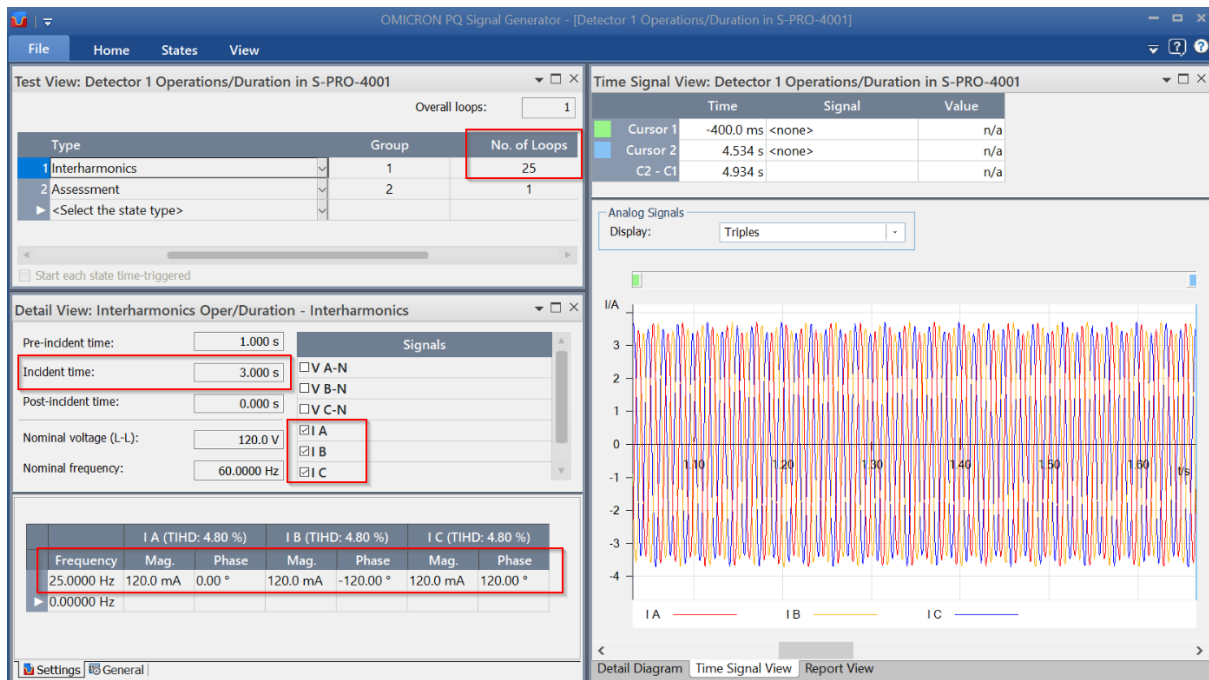 OMICRON PQ Signal Generator - [Detector 1 Operations/Duration in S-PRO-4001]
File Home States View
Test View: Detector 1 Operations/Duration in S-PRO-4001
Overall loops: 1
Type Group No. of Loops
1 Interharmonics 1 25
2 Assessment 2 1
<Select the state type>
Start each state time-triggered
Detail View: Interharmonics Oper/Duration - Interharmonics
Pre-incident time: 1.000 s
Incident time: 3.000 s
Post-incident time: 0.000 s
Nominal voltage (L-L): 120.0 V
Nominal frequency: 60.0000 Hz
Signals
V A-N
V B-N
V C-N
I A
I B
I C
I A (TIHD: 4.80 %) I B (TIHD: 4.80 %) I C (TIHD: 4.80 %)
Frequency Mag. Phase Mag. Phase Mag. Phase
25.0000 Hz 120.0 mA 0.00 ° 120.0 mA -120.00 ° 120.0 mA 120.00 °
0.00000 Hz
Settings General
Time Signal View: Detector 1 Operations/Duration in S-PRO-4001
Time Signal Value
Cursor 1 -400.0 ms <none> n/a
Cursor 2 4.534 s <none> n/a
C2 - C1 4.934 s n/a
Analog Signals
Display: Triples
I/A
3
2
1
0
-1
-2
-3
-4
1.10 1.20 1.30 1.40 1.50 1.60 t/s
I A I B I C
Detail Diagram Time Signal View Report View